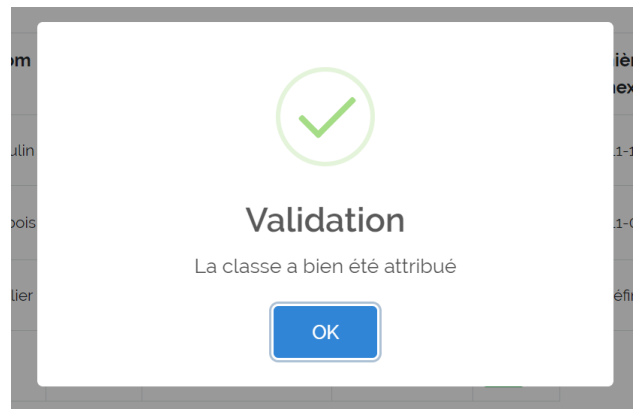 Validation
La classe a bien été attribué
OK